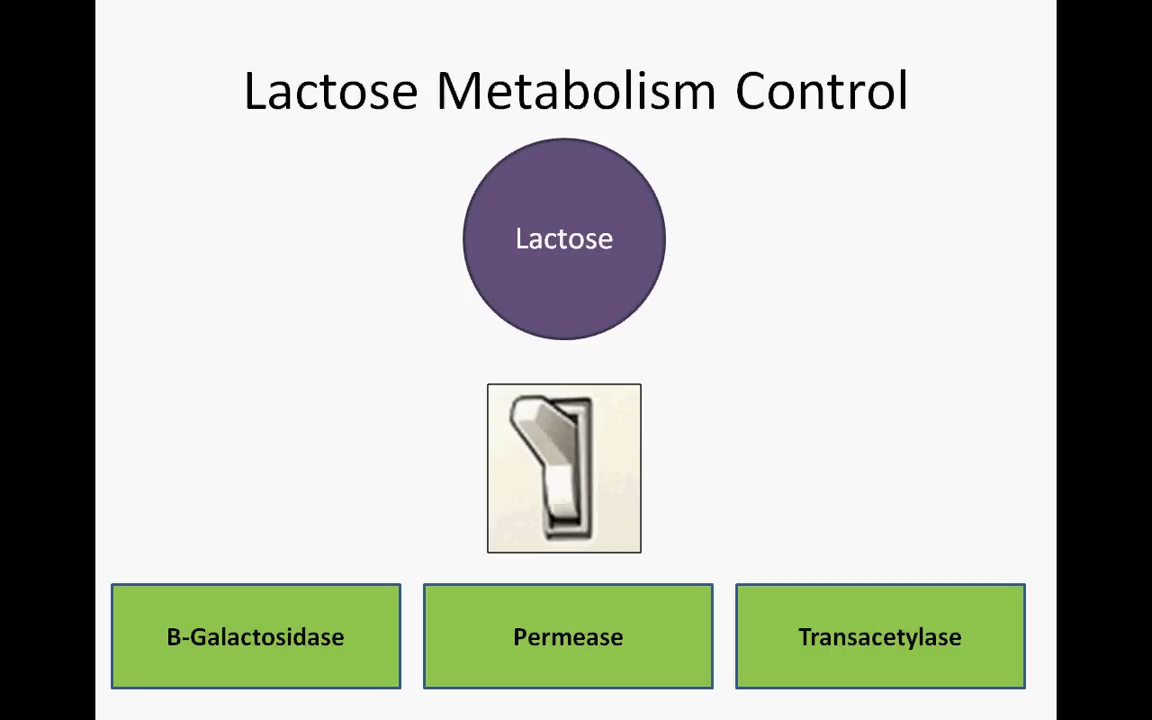 Lactose Metabolism Control
Lactose
B-Galactosidase
Permease
Transacetylase